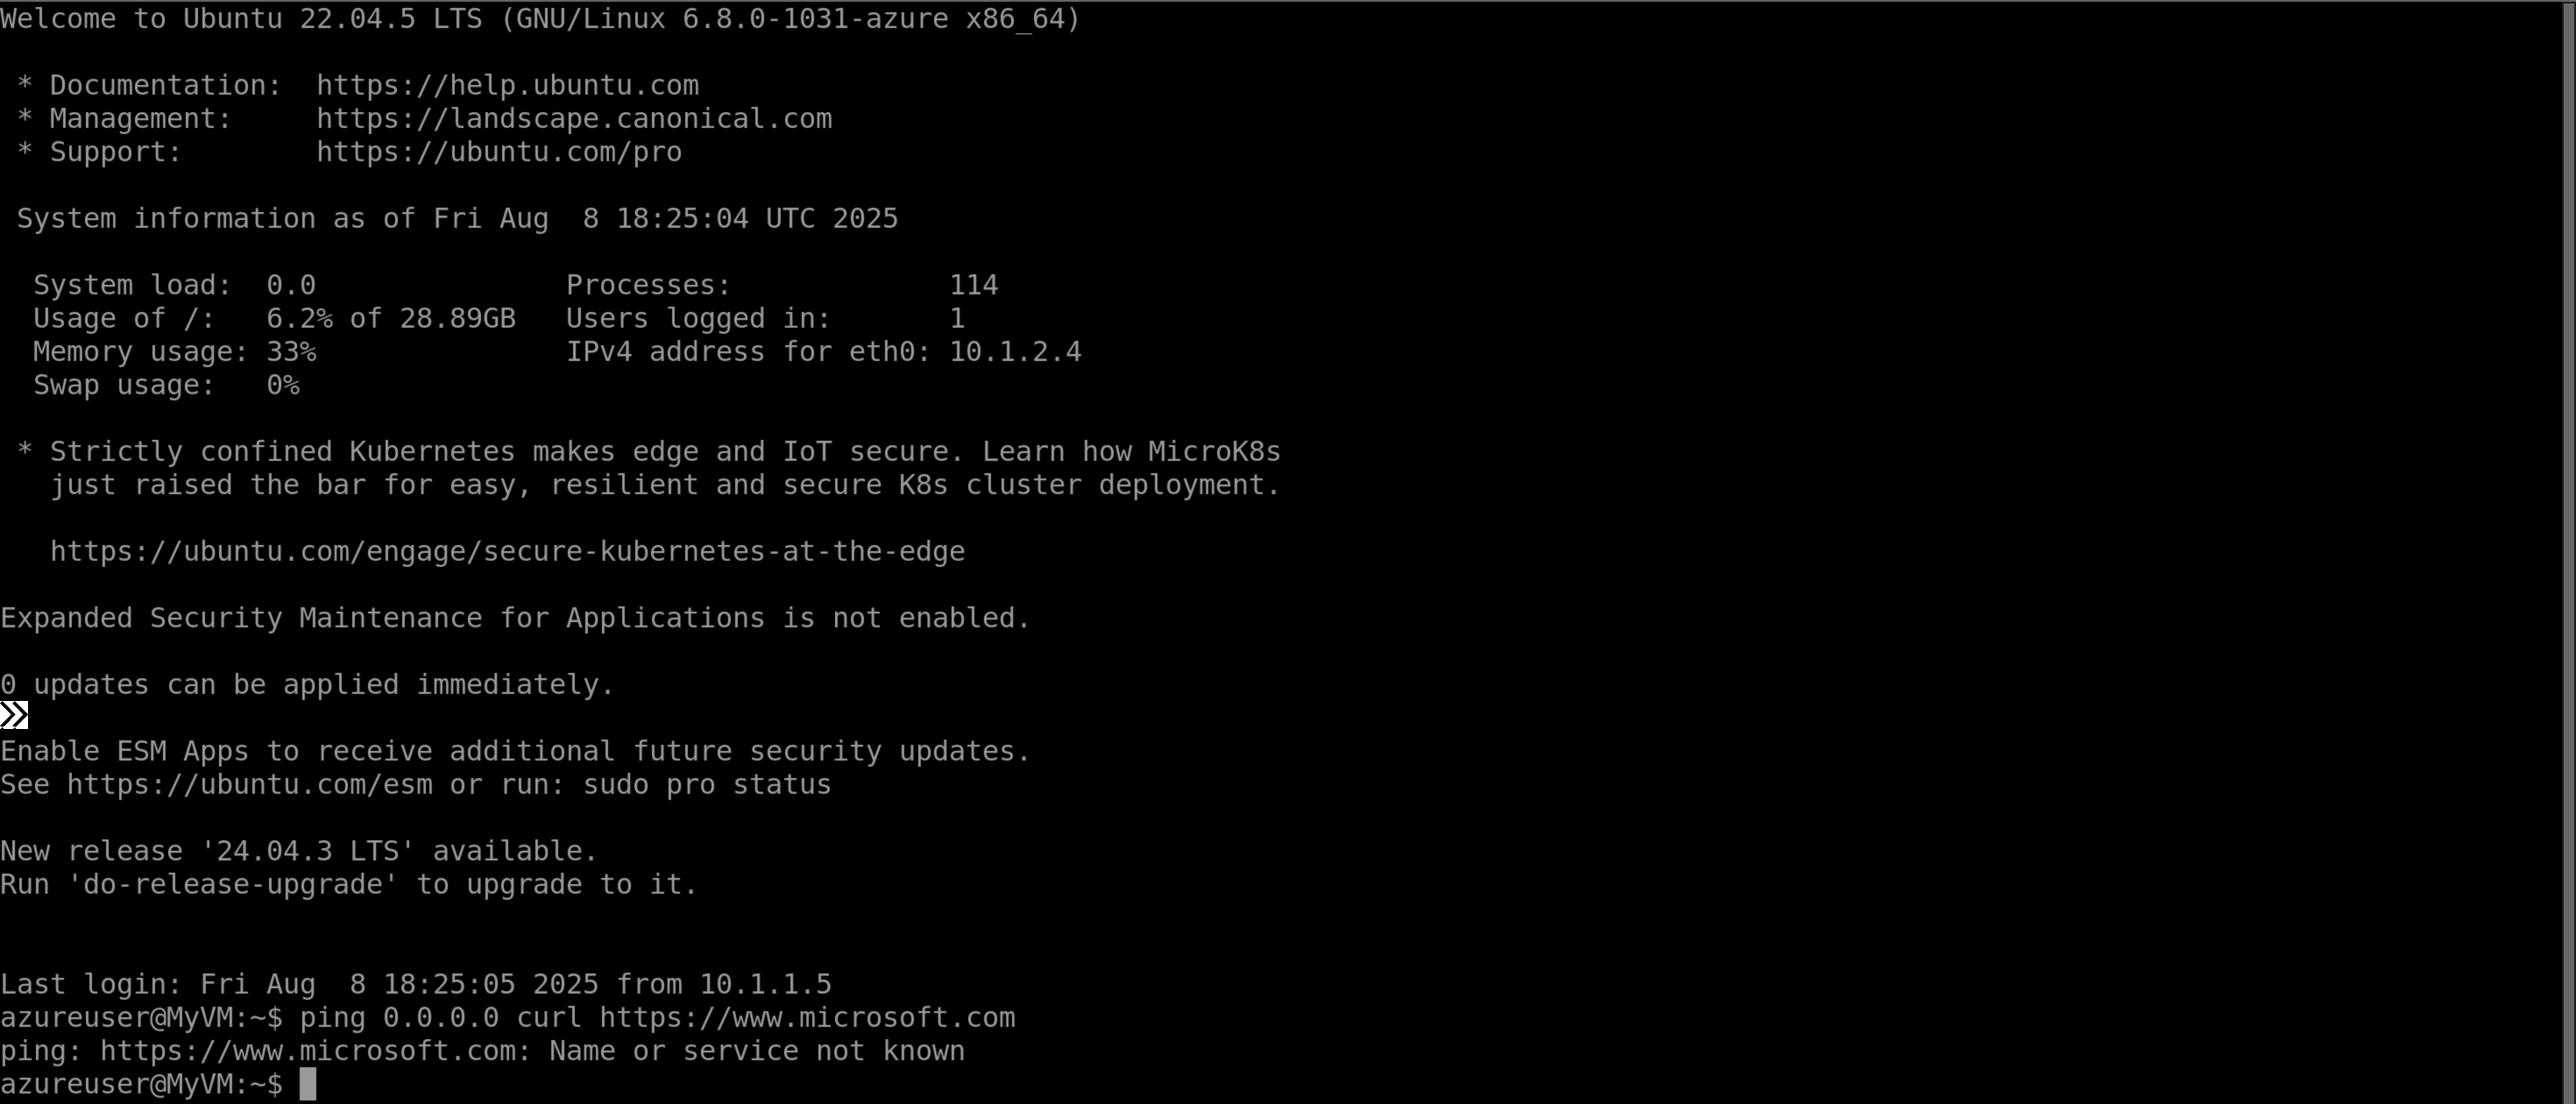 Welcome to Ubuntu 22.04.5 LTS (GNU/Linux 6.8.0-1031-azure x86_64)

 * Documentation:  https://help.ubuntu.com
 * Management:     https://landscape.canonical.com
 * Support:        https://ubuntu.com/pro

 System information as of Fri Aug  8 18:25:04 UTC 2025

  System load:  0.0               Processes:             114
  Usage of /:   6.2% of 28.89GB   Users logged in:       1
  Memory usage: 33%               IPv4 address for eth0: 10.1.2.4
  Swap usage:   0%

 * Strictly confined Kubernetes makes edge and IoT secure. Learn how MicroK8s
   just raised the bar for easy, resilient and secure K8s cluster deployment.

   https://ubuntu.com/engage/secure-kubernetes-at-the-edge

Expanded Security Maintenance for Applications is not enabled.

0 updates can be applied immediately.

Enable ESM Apps to receive additional future security updates.
See https://ubuntu.com/esm or run: sudo pro status

New release '24.04.3 LTS' available.
Run 'do-release-upgrade' to upgrade to it.


Last login: Fri Aug  8 18:25:05 2025 from 10.1.1.5
azureuser@MyVM:~$ ping 0.0.0.0 curl https://www.microsoft.com
ping: https://www.microsoft.com: Name or service not known
azureuser@MyVM:~$